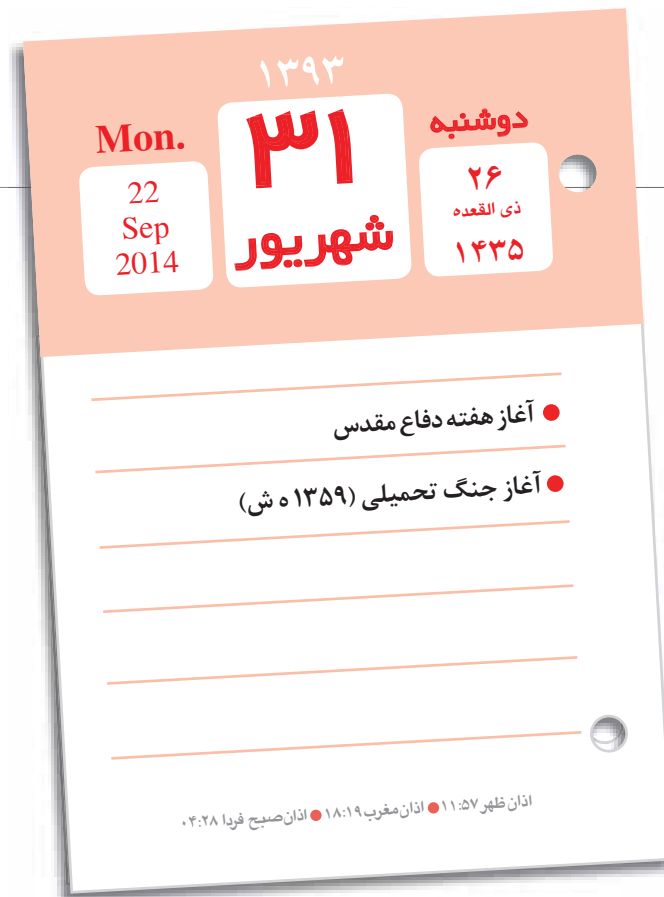 ۱۳۹۳
دوشنبه
۲۶
ذی القعده
۱۴۳۵
۳۱
شهریور
Mon.
22
Sep
2014
● آغاز هفته دفاع مقدس
● آغاز جنگ تحمیلی (۱۳۵۹ ه ش)
اذان ظهر ۱۱:۵۷ ● اذان مغرب ۱۸:۱۹ ● اذان صبح فردا ۰۴:۲۸